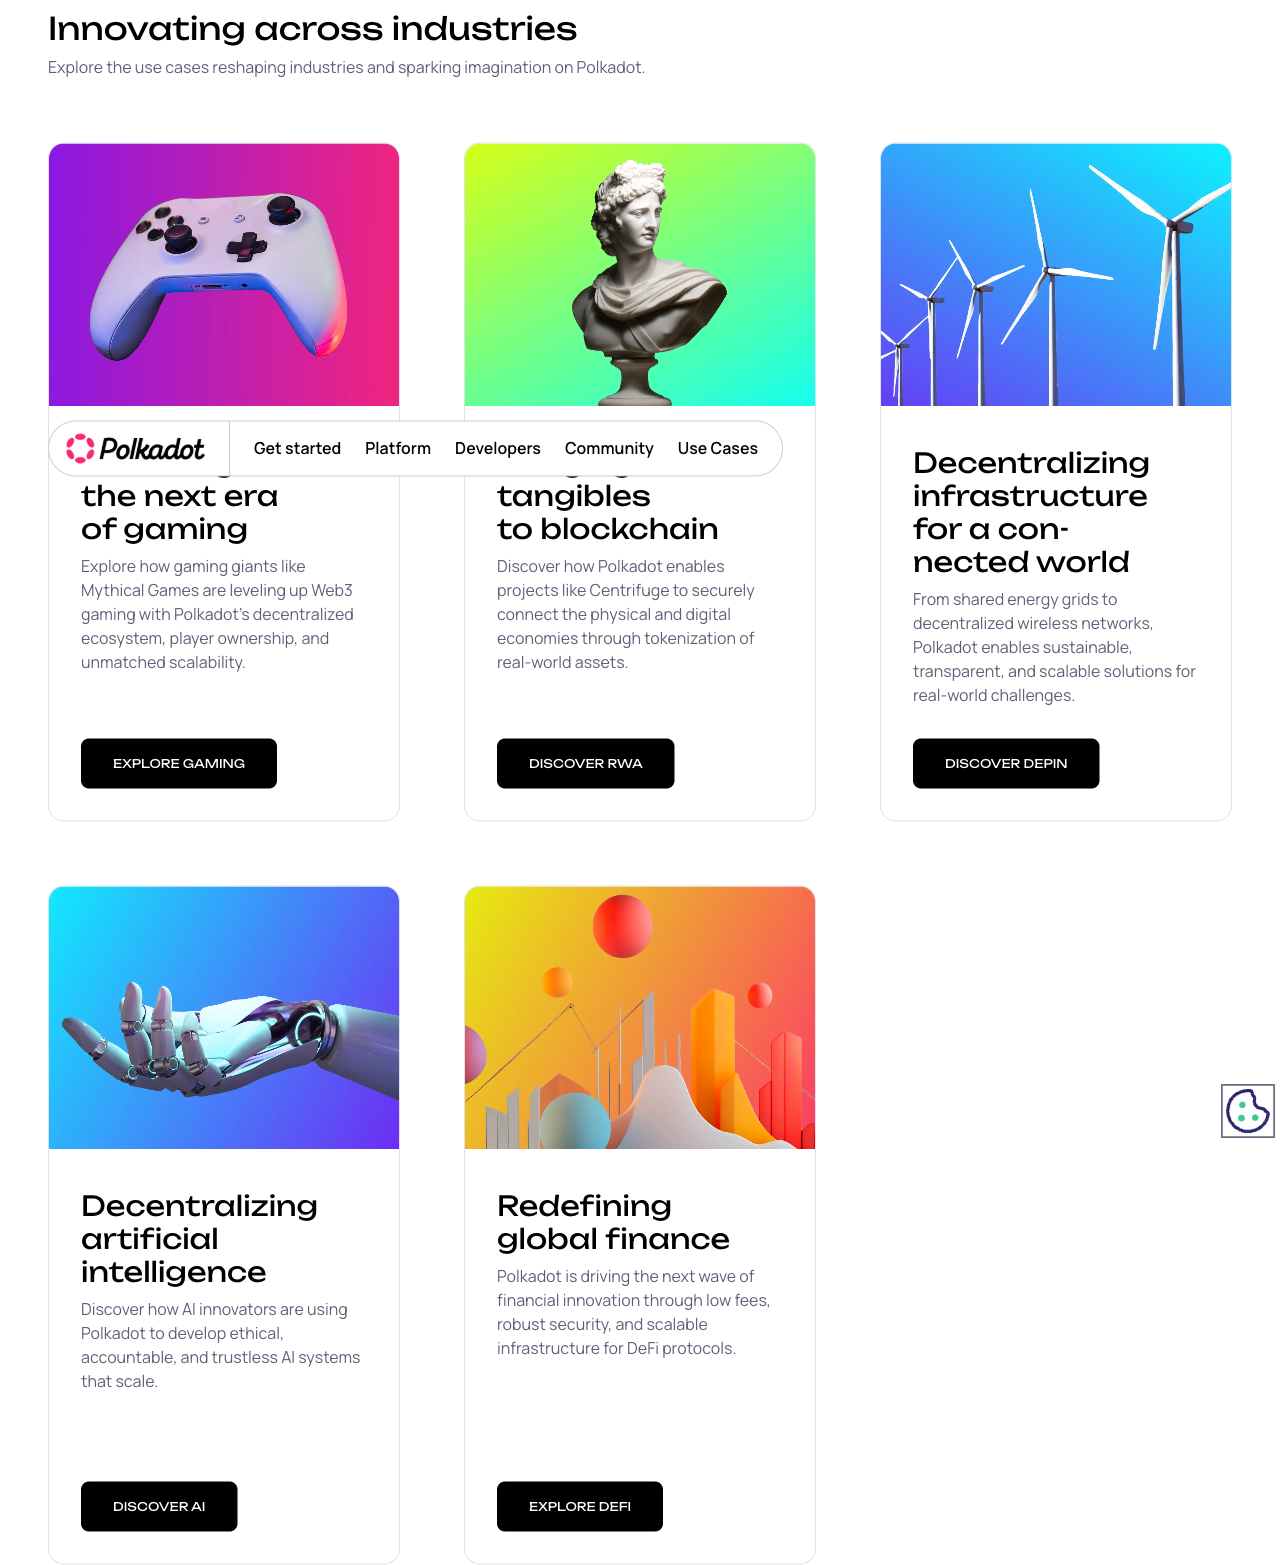 Innovating across industries
Explore the use cases reshaping industries and sparking imagination on Polkadot.
Polkadot
Get started
Platform
Developers
Community
Use Cases
the next era
of gaming
Explore how gaming giants like
Mythical Games are leveling up Web3
gaming with Polkadot's decentralized
ecosystem, player ownership, and
unmatched scalability.
EXPLORE GAMING
tangibles
to blockchain
Discover how Polkadot enables
projects like Centrifuge to securely
connect the physical and digital
economies through tokenization of
real-world assets.
DISCOVER RWA
Decentralizing
infrastructure
for a con-
nected world
From shared energy grids to
decentralized wireless networks,
Polkadot enables sustainable,
transparent, and scalable solutions for
real-world challenges.
DISCOVER DEPIN
Decentralizing
artificial
intelligence
Discover how AI innovators are using
Polkadot to develop ethical,
accountable, and trustless AI systems
that scale.
DISCOVER AI
Redefining
global finance
Polkadot is driving the next wave of
financial innovation through low fees,
robust security, and scalable
infrastructure for DeFi protocols.
EXPLORE DEFI